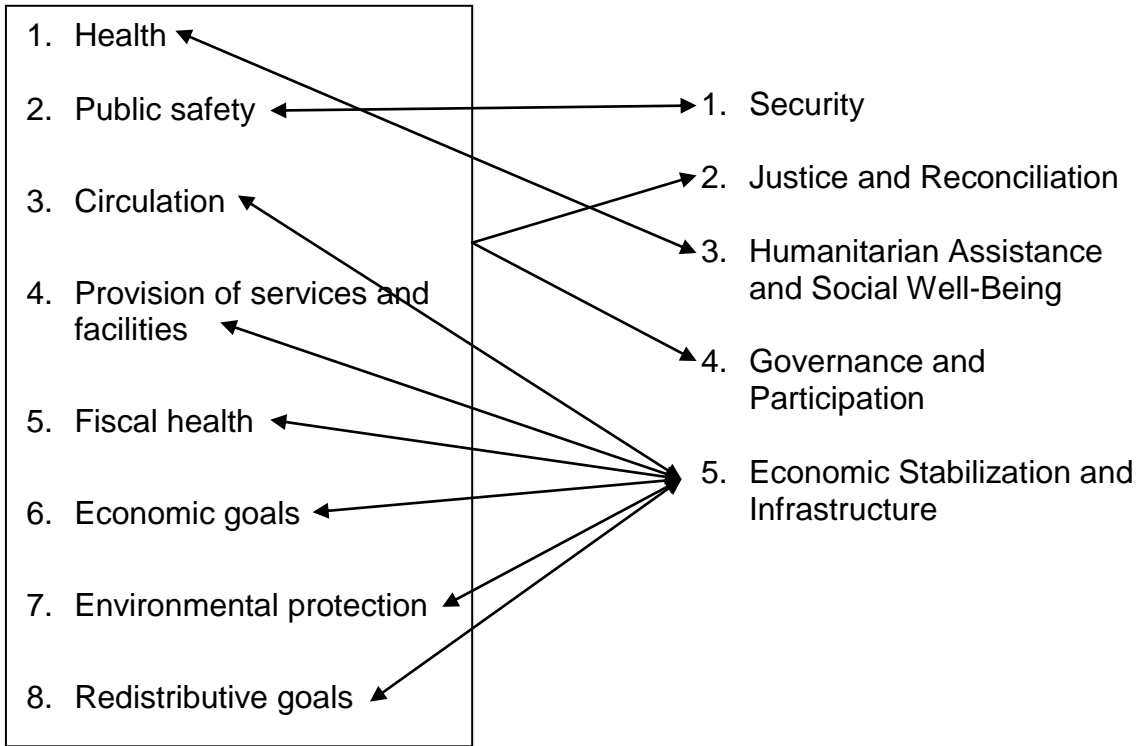 1. Health
2. Public safety
3. Circulation
4. Provision of services and
facilities
5. Fiscal health
6. Economic goals
7. Environmental protection
8. Redistributive goals
1. Security
2. Justice and Reconciliation
3. Humanitarian Assistance
and Social Well-Being
4. Governance and
Participation
5. Economic Stabilization and
Infrastructure